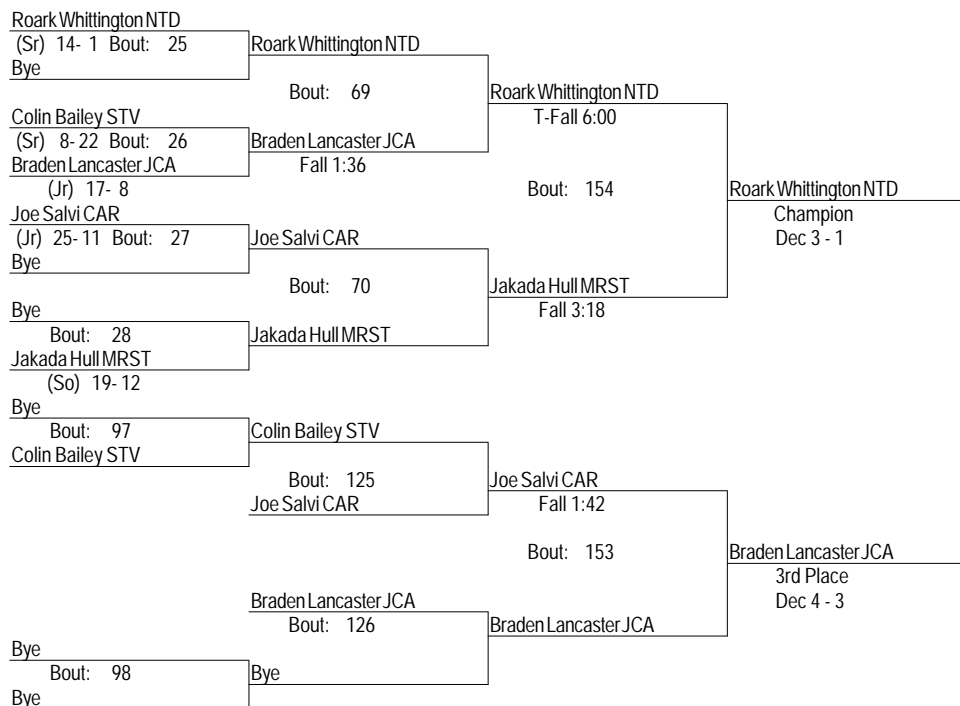 Roark Whittington NTD
(Sr) 14- 1 Bout: 25 Roark Whittington NTD
Bye
Bout: 69 Roark Whittington NTD
Colin Bailey STV T-Fall 6:00
(Sr) 8- 22 Bout: 26 Braden Lancaster JCA
Braden Lancaster JCA Fall 1:36
(Jr) 17- 8 Bout: 154 Roark Whittington NTD
Joe Salvi CAR Champion
(Jr) 25- 11 Bout: 27 Joe Salvi CAR Dec 3 - 1
Bye
Bout: 70 Jakada Hull MRST
Bye Fall 3:18
Bout: 28 Jakada Hull MRST
Jakada Hull MRST
(So) 19- 12
Bye
Bout: 97 Colin Bailey STV
Colin Bailey STV
Bout: 125 Joe Salvi CAR
Joe Salvi CAR Fall 1:42
Bout: 153 Braden Lancaster JCA
3rd Place
Braden Lancaster JCA Dec 4 - 3
Bout: 126 Braden Lancaster JCA
Bye
Bout: 98 Bye
Bye